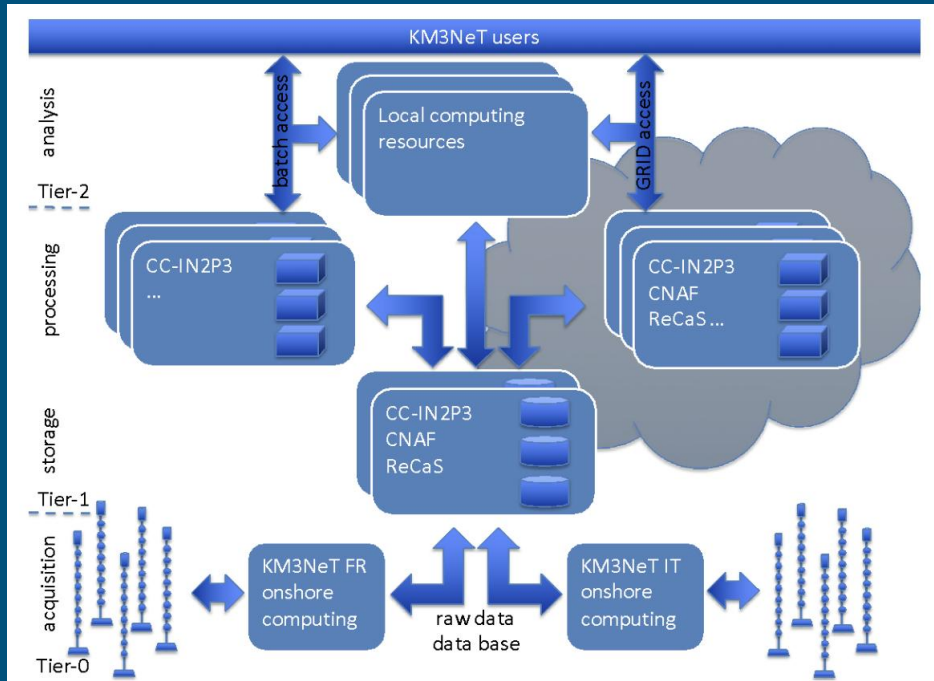 KM3NeT users
analysis
batch access
Local computing
resources
GRID access
Tier-2
processing
CC-IN2P3
...
CC-IN2P3
CNAF
ReCaS ...
storage
CC-IN2P3
CNAF
ReCaS
Tier-1
acquisition
KM3NeT FR
onshore
computing
raw data
data base
KM3NeT IT
onshore
computing
Tier-0